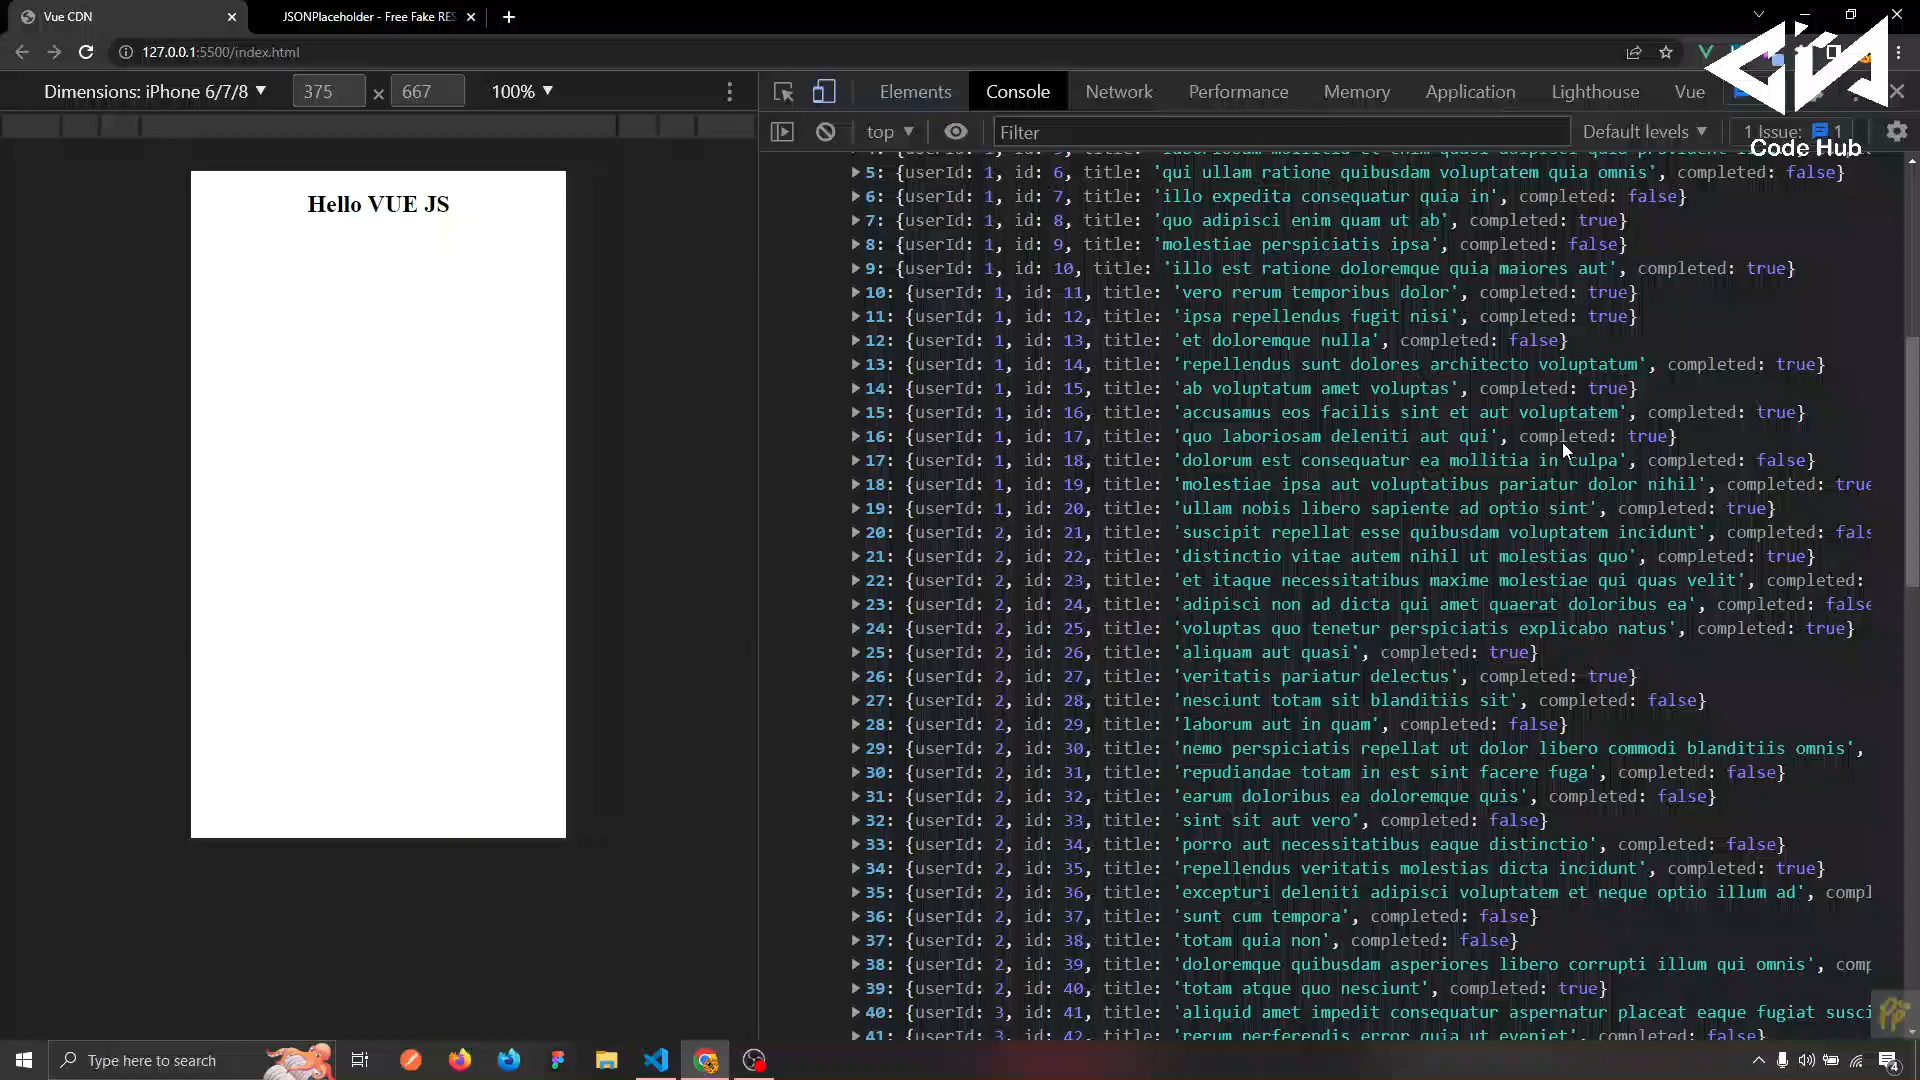 Vue CDN
JSONPlaceholder - Free Fake RES
127.0.0.1:5500/index.html
Dimensions: iPhone 6/7/8 ▼ 375 × 667 100% ▼
Elements Console Network Performance Memory Application Lighthouse Vue
top ▼ Filter Default levels ▼ 1 Issue: 1
Code Hub
Hello VUE JS
5: {userId: 1, id: 6, title: 'qui ullam ratione quibusdam voluptatem quia omnis', completed: false}
6: {userId: 1, id: 7, title: 'illo expedita consequatur quia in', completed: false}
7: {userId: 1, id: 8, title: 'quo adipisci enim quam ut ab', completed: true}
8: {userId: 1, id: 9, title: 'molestiae perspiciatis ipsa', completed: false}
9: {userId: 1, id: 10, title: 'illo est ratione doloremque quia maiores aut', completed: true}
10: {userId: 1, id: 11, title: 'vero rerum temporibus dolor', completed: true}
11: {userId: 1, id: 12, title: 'ipsa repellendus fugit nisi', completed: true}
12: {userId: 1, id: 13, title: 'et doloremque nulla', completed: false}
13: {userId: 1, id: 14, title: 'repellendus sunt dolores architecto voluptatum', completed: true}
14: {userId: 1, id: 15, title: 'ab voluptatum amet voluptas', completed: true}
15: {userId: 1, id: 16, title: 'accusamus eos facilis sint et aut voluptatem', completed: true}
16: {userId: 1, id: 17, title: 'quo laboriosam deleniti aut qui', completed: true}
17: {userId: 1, id: 18, title: 'dolorum est consequatur ea mollitia in culpa', completed: false}
18: {userId: 1, id: 19, title: 'molestiae ipsa aut voluptatibus pariatur dolor nihil', completed: true
19: {userId: 1, id: 20, title: 'ullam nobis libero sapiente ad optio sint', completed: true}
20: {userId: 2, id: 21, title: 'suscipit repellat esse quibusdam voluptatem incidunt', completed: fals
21: {userId: 2, id: 22, title: 'distinctio vitae autem nihil ut molestias quo', completed: true}
22: {userId: 2, id: 23, title: 'et itaque necessitatibus maxime molestiae qui quas velit', completed:
23: {userId: 2, id: 24, title: 'adipisci non ad dicta qui amet quaerat doloribus ea', completed: false
24: {userId: 2, id: 25, title: 'voluptas quo tenetur perspiciatis explicabo natus', completed: true}
25: {userId: 2, id: 26, title: 'aliquam aut quasi', completed: true}
26: {userId: 2, id: 27, title: 'veritatis pariatur delectus', completed: true}
27: {userId: 2, id: 28, title: 'nesciunt totam sit blanditiis sit', completed: false}
28: {userId: 2, id: 29, title: 'laborum aut in quam', completed: false}
29: {userId: 2, id: 30, title: 'nemo perspiciatis repellat ut dolor libero commodi blanditiis omnis',
30: {userId: 2, id: 31, title: 'repudiandae totam in est sint facere fuga', completed: false}
31: {userId: 2, id: 32, title: 'earum doloribus ea doloremque quis', completed: false}
32: {userId: 2, id: 33, title: 'sint sit aut vero', completed: false}
33: {userId: 2, id: 34, title: 'porro aut necessitatibus eaque distinctio', completed: false}
34: {userId: 2, id: 35, title: 'repellendus veritatis molestias dicta incidunt', completed: true}
35: {userId: 2, id: 36, title: 'excepturi deleniti adipisci voluptatem et neque optio illum ad', compl
36: {userId: 2, id: 37, title: 'sunt cum tempora', completed: false}
37: {userId: 2, id: 38, title: 'totam quia non', completed: false}
38: {userId: 2, id: 39, title: 'doloremque quibusdam asperiores libero corrupti illum qui omnis', comp
39: {userId: 2, id: 40, title: 'totam atque quo nesciunt', completed: true}
40: {userId: 3, id: 41, title: 'aliquid amet impedit consequatur aspernatur placeat eaque fugiat susci
41: {userId: 3, id: 42, title: 'rerum perferendis error quia ut eveniet', completed: false}
Type here to search
4